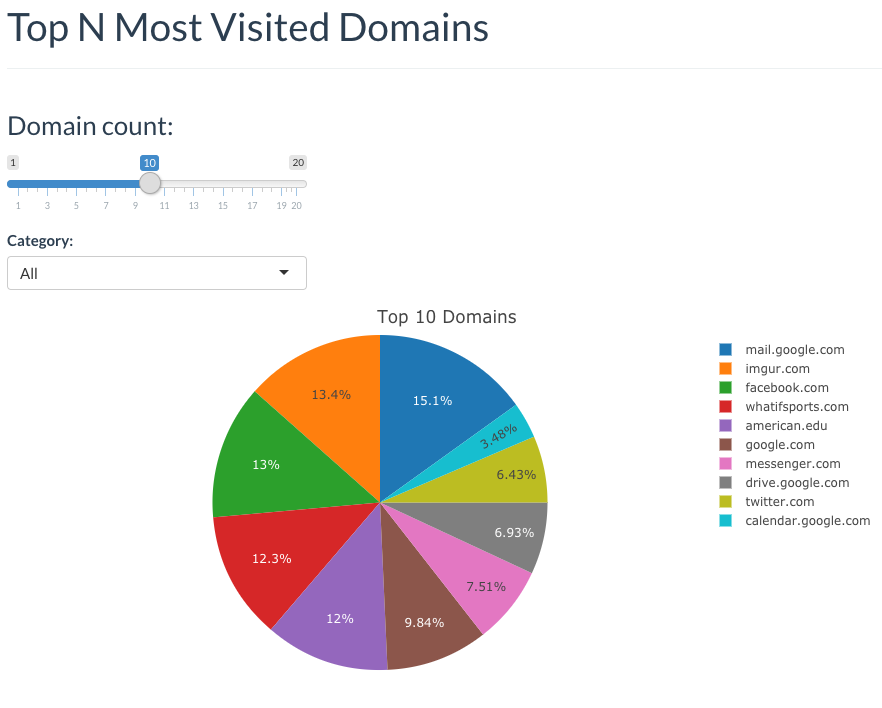 Top N Most Visited Domains
Domain count:
1 10 20
1 3 5 7 9 11 13 15 17 19 20
Category:
All
Top 10 Domains
15.1%
13.4%
3.48%
13%
6.43%
6.93%
12.3%
7.51%
12%
9.84%
mail.google.com
imgur.com
facebook.com
whatifsports.com
american.edu
google.com
messenger.com
drive.google.com
twitter.com
calendar.google.com